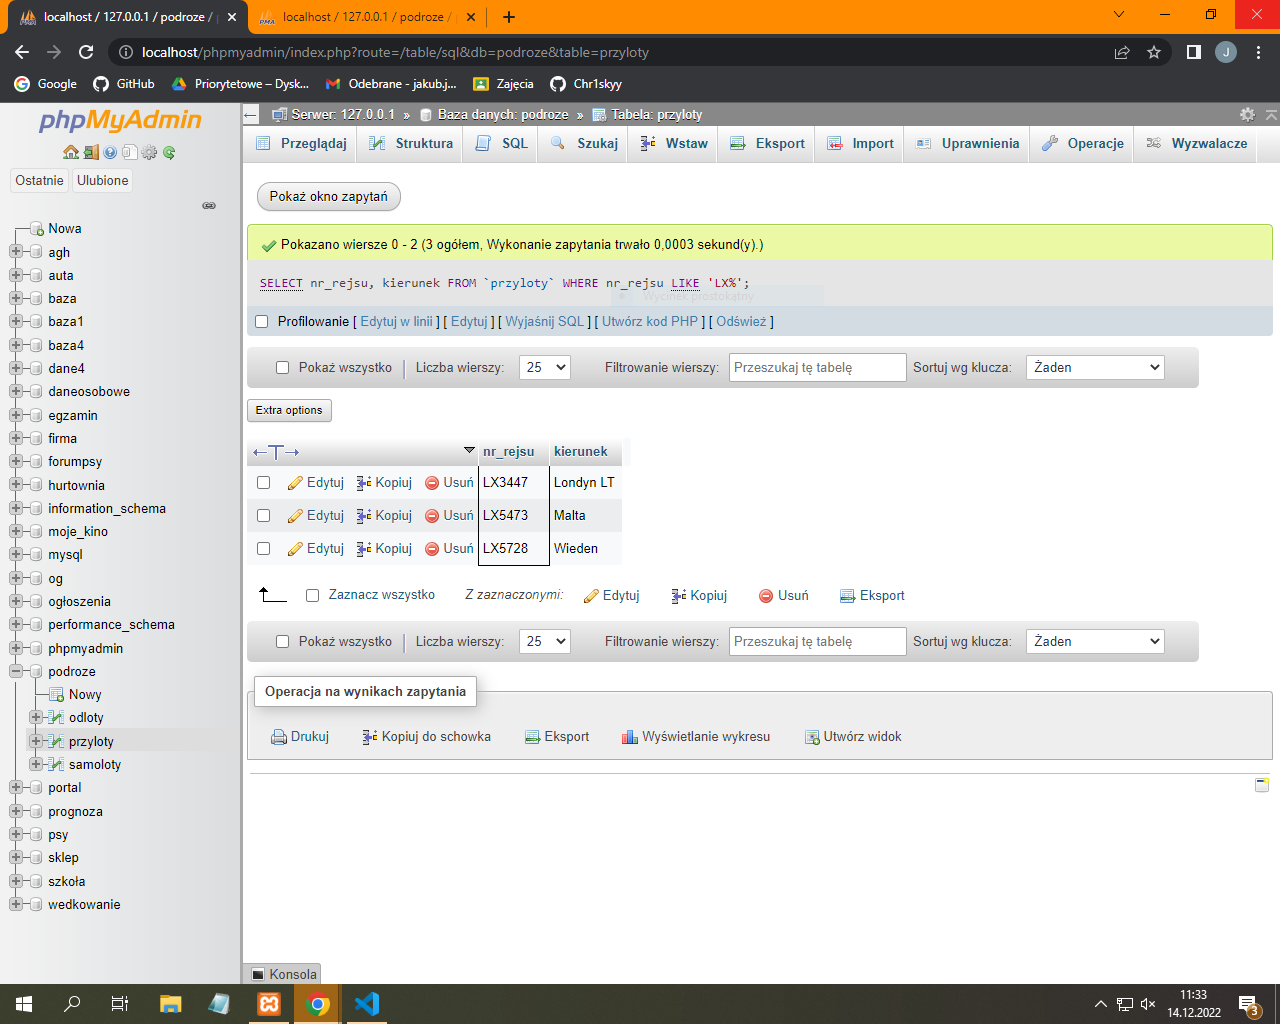 localhost / 127.0.0.1 / podroze /
localhost / 127.0.0.1 / podroze /
localhost/phpmyadmin/index.php?route=/table/sql&db=podroze&table=przyloty
J
Google
GitHub
Priorytetowe – Dysk...
Odebrane - jakub.j...
Zajęcia
Chr1skyy
phpMyAdmin
Ostatnie
Ulubione
Nowa
agh
auta
baza
baza1
baza4
dane4
daneosobowe
egzamin
firma
forumpsy
hurtownia
information_schema
moje_kino
mysql
og
ogłoszenia
performance_schema
phpmyadmin
podroze
Nowy
odloty
przyloty
samoloty
portal
prognoza
psy
sklep
szkoła
wedkowanie
Serwer: 127.0.0.1 » Baza danych: podroze » Tabela: przyloty
Przeglądaj
Struktura
SQL
Szukaj
Wstaw
Eksport
Import
Uprawnienia
Operacje
Wyzwalacze
Pokaż okno zapytań
Pokazano wiersze 0 - 2 (3 ogółem, Wykonanie zapytania trwało 0,0003 sekund(y).)
SELECT nr_rejsu, kierunek FROM `przyloty` WHERE nr_rejsu LIKE 'LX%';
Wycinek prostokątny
Profilowanie [ Edytuj w linii ] [ Edytuj ] [ Wyjaśnij SQL ] [ Utwórz kod PHP ] [ Odśwież ]
Pokaż wszystko
Liczba wierszy:
25
Filtrowanie wierszy:
Przeszukaj tę tabelę
Sortuj wg klucza:
Żaden
Extra options
←T→
nr_rejsu
kierunek
Edytuj Kopiuj Usuń LX3447 Londyn LT
Edytuj Kopiuj Usuń LX5473 Malta
Edytuj Kopiuj Usuń LX5728 Wieden
Zaznacz wszystko
Z zaznaczonymi:
Edytuj
Kopiuj
Usuń
Eksport
Pokaż wszystko
Liczba wierszy:
25
Filtrowanie wierszy:
Przeszukaj tę tabelę
Sortuj wg klucza:
Żaden
Operacja na wynikach zapytania
Drukuj
Kopiuj do schowka
Eksport
Wyświetlanie wykresu
Utwórz widok
Konsola
11:33
14.12.2022
3